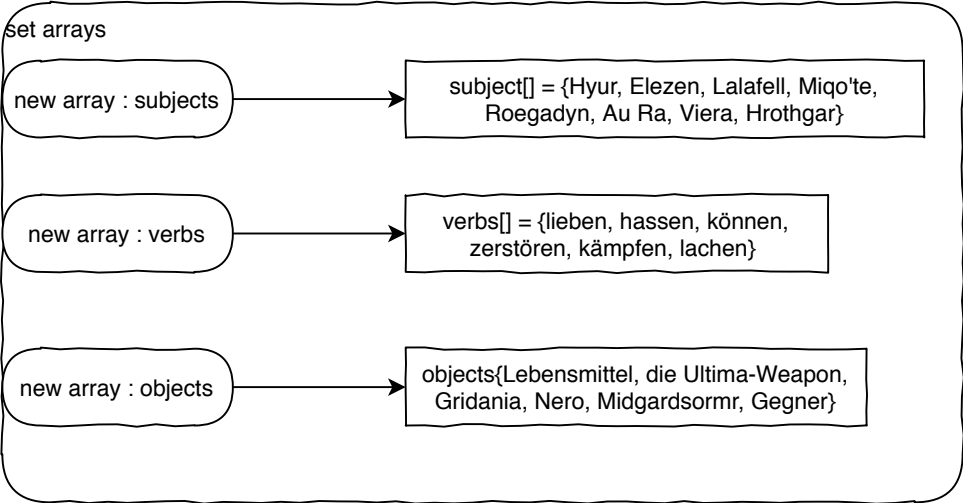 set arrays
new array : subjects
subject[] = {Hyur, Elezen, Lalafell, Miqo'te,
Roegadyn, Au Ra, Viera, Hrothgar}
new array : verbs
verbs[] = {lieben, hassen, können,
zerstören, kämpfen, lachen}
new array : objects
objects{Lebensmittel, die Ultima-Weapon,
Gridania, Nero, Midgardsormr, Gegner}